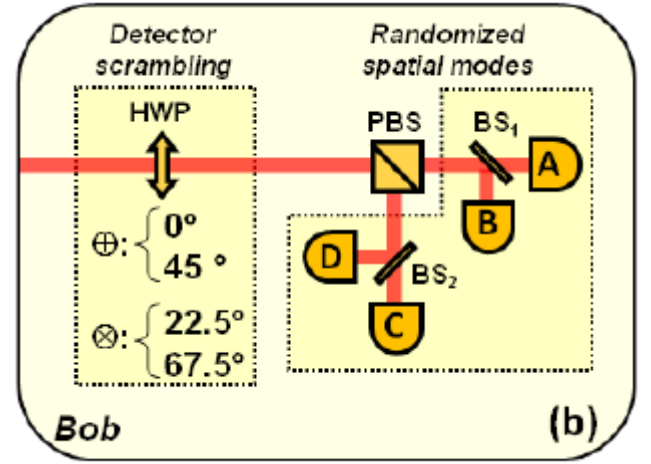 Detector
scrambling
Randomized
spatial modes
HWP
PBS
BS₁
A
B
⊕: { 0°
45 °
D
BS₂
C
⊗: { 22.5°
67.5°
Bob
(b)